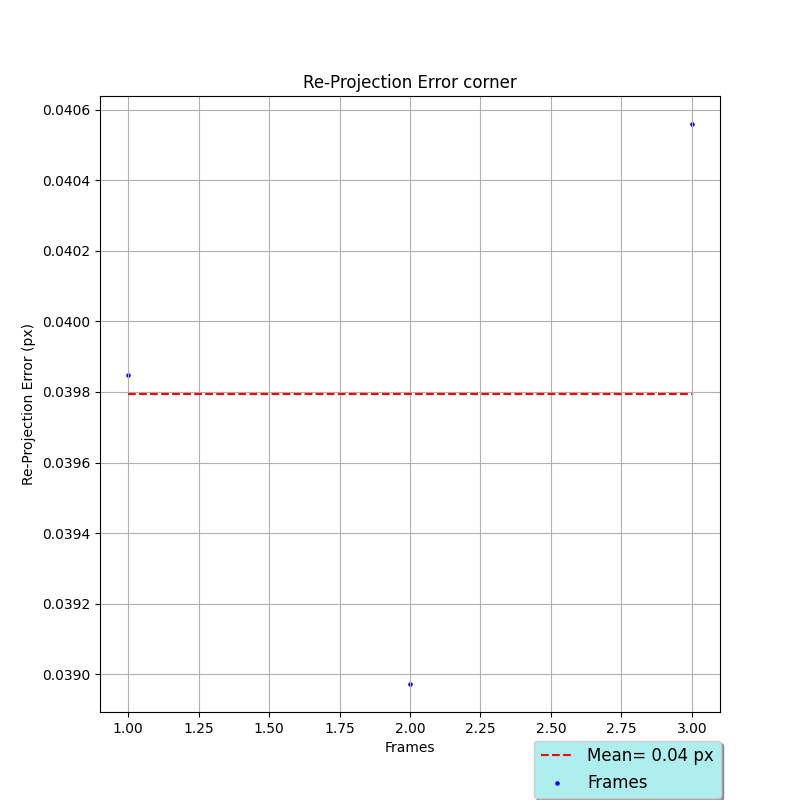 Re-Projection Error corner
0.0406
0.0404
0.0402
0.0400
0.0398
0.0396
0.0394
0.0392
0.0390
Re-Projection Error (px)
1.00 1.25 1.50 1.75 2.00 2.25 2.50 2.75 3.00
Frames
Mean= 0.04 px
Frames